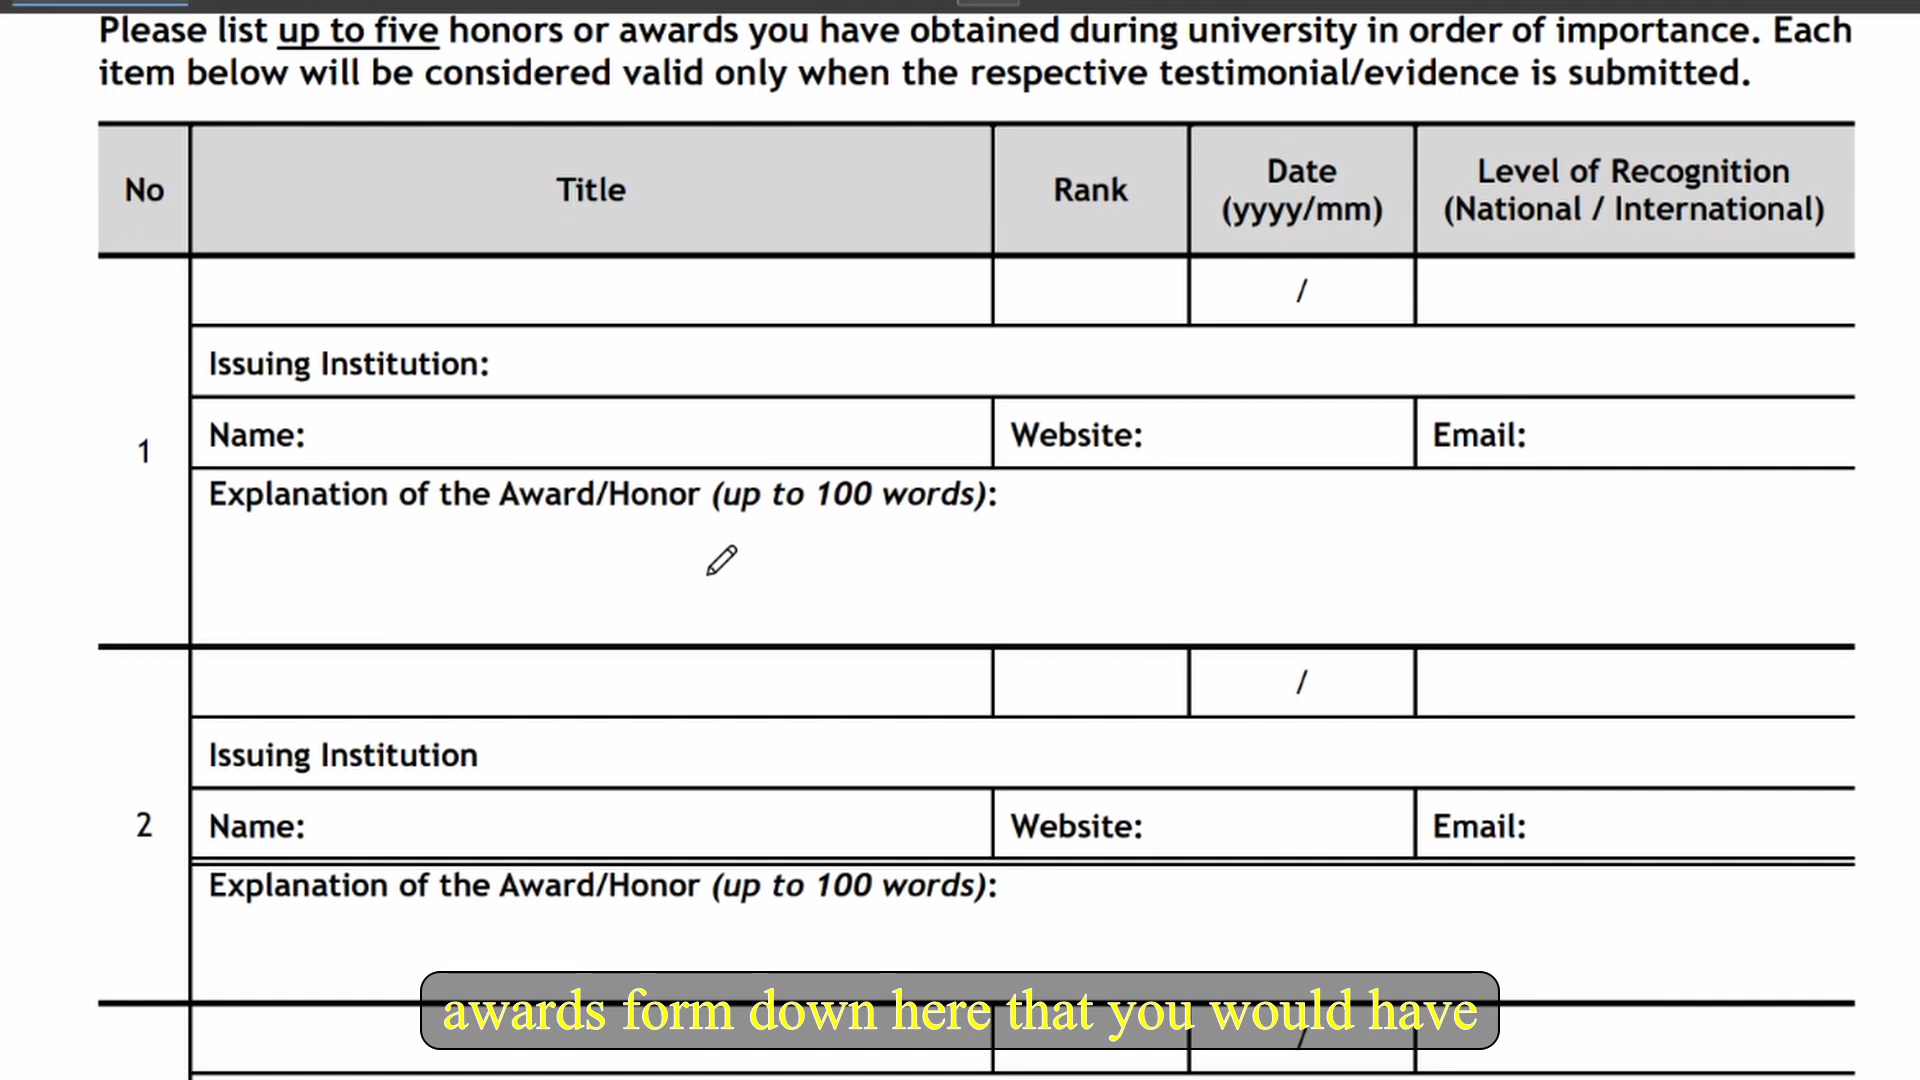 Please list up to five honors or awards you have obtained during university in order of importance. Each
item below will be considered valid only when the respective testimonial/evidence is submitted.
No
Title
Rank
Date
(yyyy/mm)
Level of Recognition
(National / International)
/
1
Issuing Institution:
Name:
Website:
Email:
Explanation of the Award/Honor (up to 100 words):
/
2
Issuing Institution
Name:
Website:
Email:
Explanation of the Award/Honor (up to 100 words):
/
awards form down here that you would have